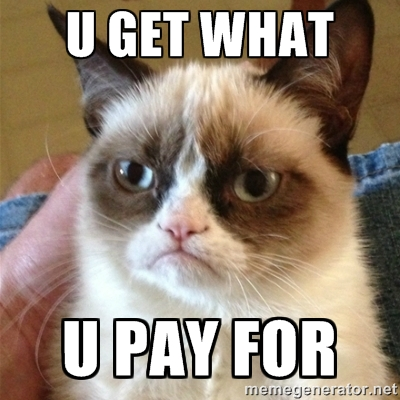 U GET WHAT
U PAY FOR
memegenerator.net